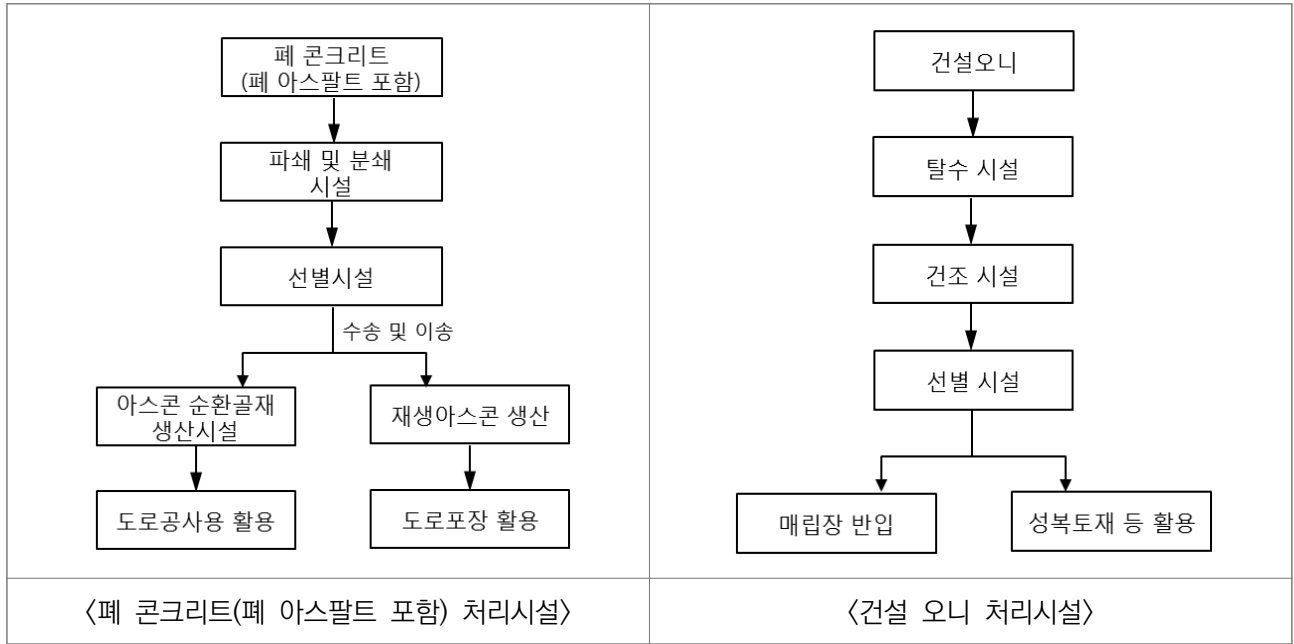 폐 콘크리트
(폐 아스팔트 포함)
파쇄 및 분쇄
시설
선별시설
수송 및 이송
아스콘 순환골재
생산시설
재생아스콘 생산
도로공사용 활용
도로포장 활용
〈폐 콘크리트(폐 아스팔트 포함) 처리시설〉
건설오니
탈수 시설
건조 시설
선별 시설
매립장 반입
성복토재 등 활용
〈건설 오니 처리시설〉